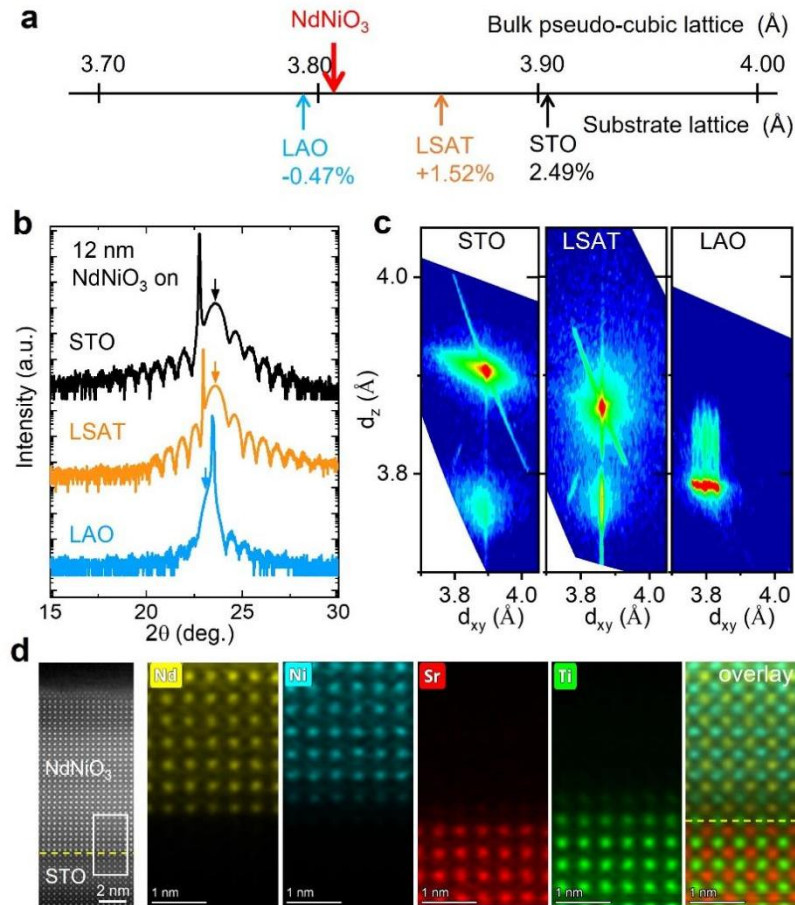 a
NdNiO₃
Bulk pseudo-cubic lattice (Å)
3.70 3.80 3.90 4.00
LAO
-0.47%
LSAT
+1.52%
STO
2.49%
Substrate lattice (Å)
b
12 nm
NdNiO₃ on
STO
LSAT
LAO
Intensity (a.u.)
15 20 25 30
2θ (deg.)
c
STO LSAT LAO
4.0
3.8
d_z (Å)
3.8 4.0 3.8 4.0 3.8 4.0
d_xy (Å) d_xy (Å) d_xy (Å)
d
NdNiO₃
STO
2 nm
Nd
1 nm
Ni
1 nm
Sr
1 nm
Ti
1 nm
overlay
1 nm